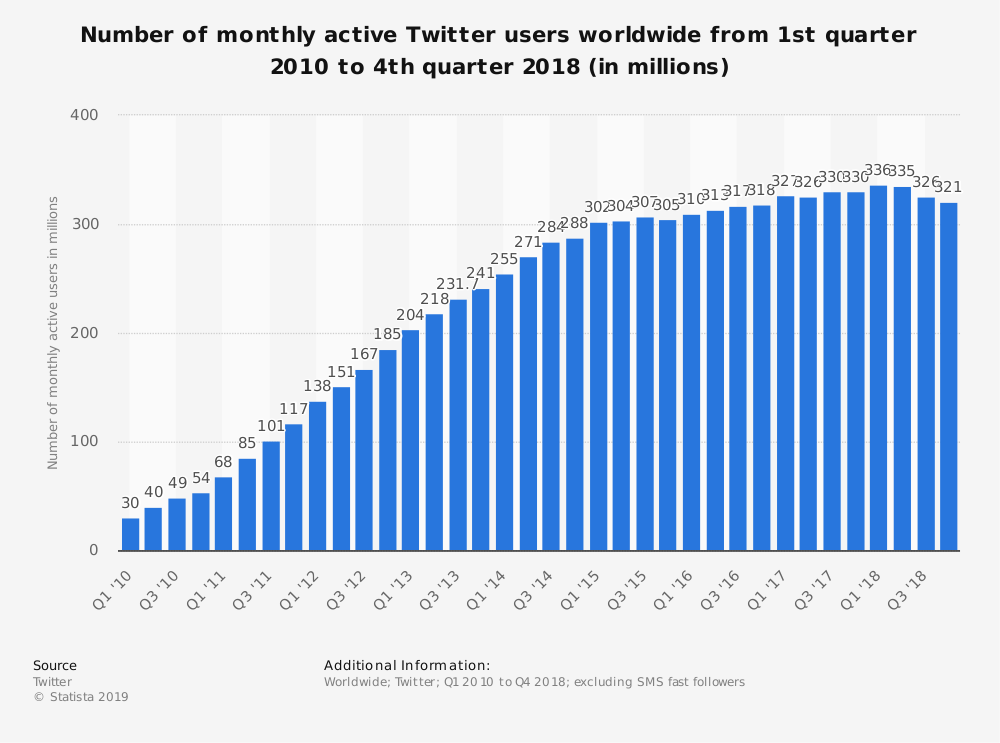 Number of monthly active Twitter users worldwide from 1st quarter
2010 to 4th quarter 2018 (in millions)
Number of monthly active users in millions
400
300
200
100
0
30
40
49
54
68
85
101
117
138
151
167
185
204
218
231.7
241
255
271
284
288
302
304
307
305
310
313
317
318
327
326
330
330
336
335
326
321
Q1 '10
Q3 '10
Q1 '11
Q3 '11
Q1 '12
Q3 '12
Q1 '13
Q3 '13
Q1 '14
Q3 '14
Q1 '15
Q3 '15
Q1 '16
Q3 '16
Q1 '17
Q3 '17
Q1 '18
Q3 '18
Source
Twitter
© Statista 2019
Additional Information:
Worldwide; Twitter; Q1 2010 to Q4 2018; excluding SMS fast followers